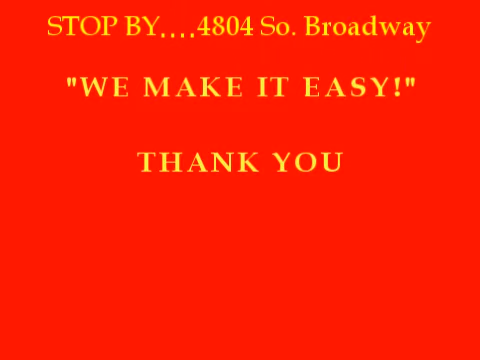 STOP BY....4804 So. Broadway
"WE MAKE IT EASY!"
THANK YOU